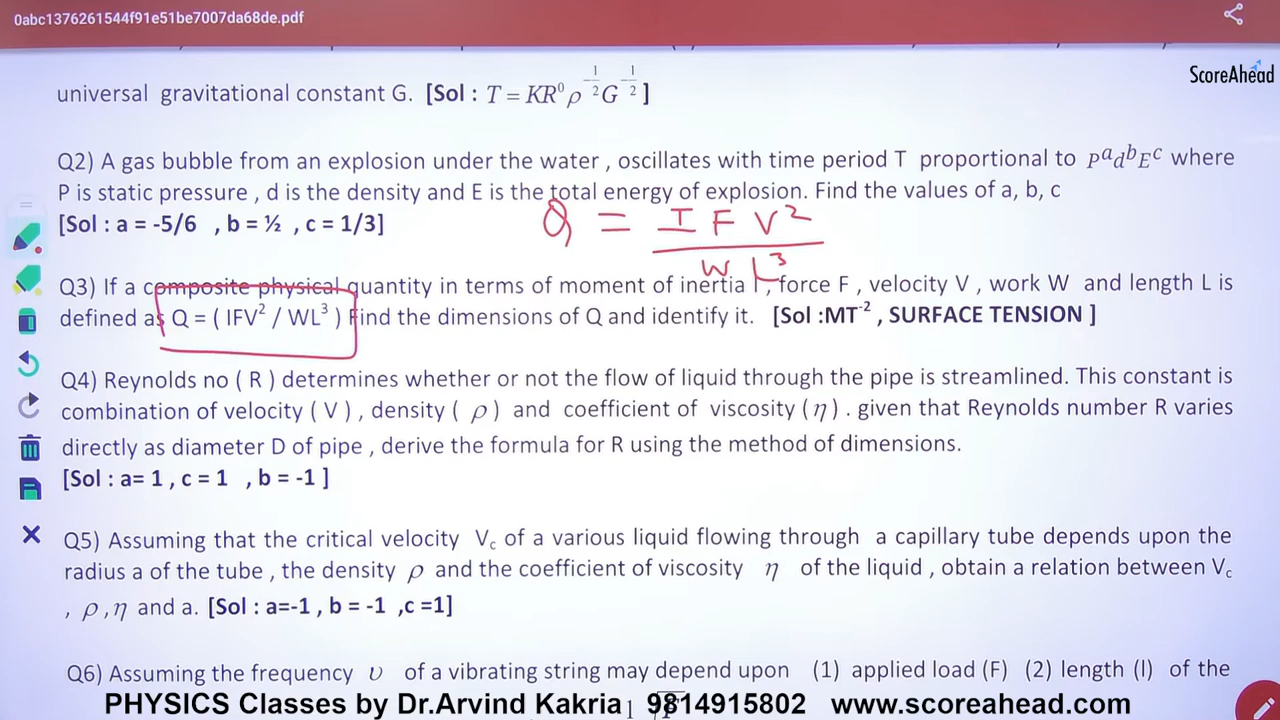 0abc1376261544f91e51be7007da68de.pdf
ScoreAhead
universal gravitational constant G. [Sol : T = KR⁰ ρ^(-1/2) G^(-1/2) ]
Q2) A gas bubble from an explosion under the water , oscillates with time period T proportional to PᵃdᵇEᶜ where
P is static pressure , d is the density and E is the total energy of explosion. Find the values of a, b, c
[Sol : a = -5/6 , b = ½ , c = 1/3]
Q = I F V² / W L³
Q3) If a composite physical quantity in terms of moment of inertia I , force F , velocity V , work W and length L is
defined as Q = ( IFV² / WL³ ) Find the dimensions of Q and identify it. [Sol :MT⁻² , SURFACE TENSION ]
Q4) Reynolds no ( R ) determines whether or not the flow of liquid through the pipe is streamlined. This constant is
combination of velocity ( V ) , density ( ρ ) and coefficient of viscosity ( η ) . given that Reynolds number R varies
directly as diameter D of pipe , derive the formula for R using the method of dimensions.
[Sol : a= 1 , c = 1 , b = -1 ]
Q5) Assuming that the critical velocity V꜀ of a various liquid flowing through a capillary tube depends upon the
radius a of the tube , the density ρ and the coefficient of viscosity η of the liquid , obtain a relation between V꜀
, ρ , η and a. [Sol : a=-1 , b = -1 ,c =1]
Q6) Assuming the frequency υ of a vibrating string may depend upon (1) applied load (F) (2) length (l) of the
PHYSICS Classes by Dr.Arvind Kakria 9814915802 www.scoreahead.com